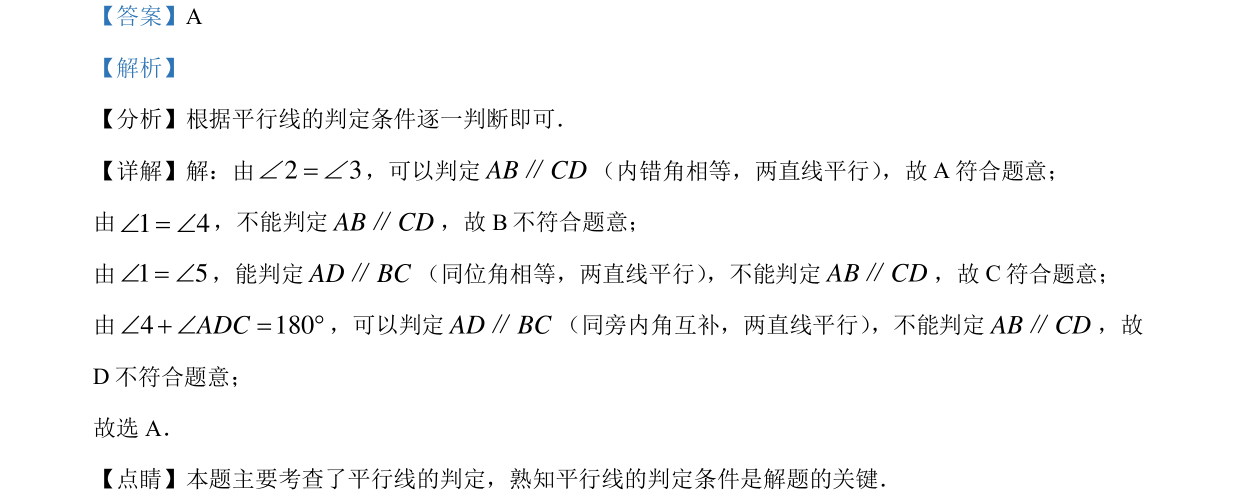 【答案】A
【解析】
【分析】根据平行线的判定条件逐一判断即可．
【详解】解：由∠2=∠3，可以判定AB∥CD（内错角相等，两直线平行），故A符合题意；
由∠1=∠4，不能判定AB∥CD，故B不符合题意；
由∠1=∠5，能判定AD∥BC（同位角相等，两直线平行），不能判定AB∥CD，故C符合题意；
由∠4+∠ADC=180°，可以判定AD∥BC（同旁内角互补，两直线平行），不能判定AB∥CD，故
D不符合题意；
故选A．
【点睛】本题主要考查了平行线的判定，熟知平行线的判定条件是解题的关键．